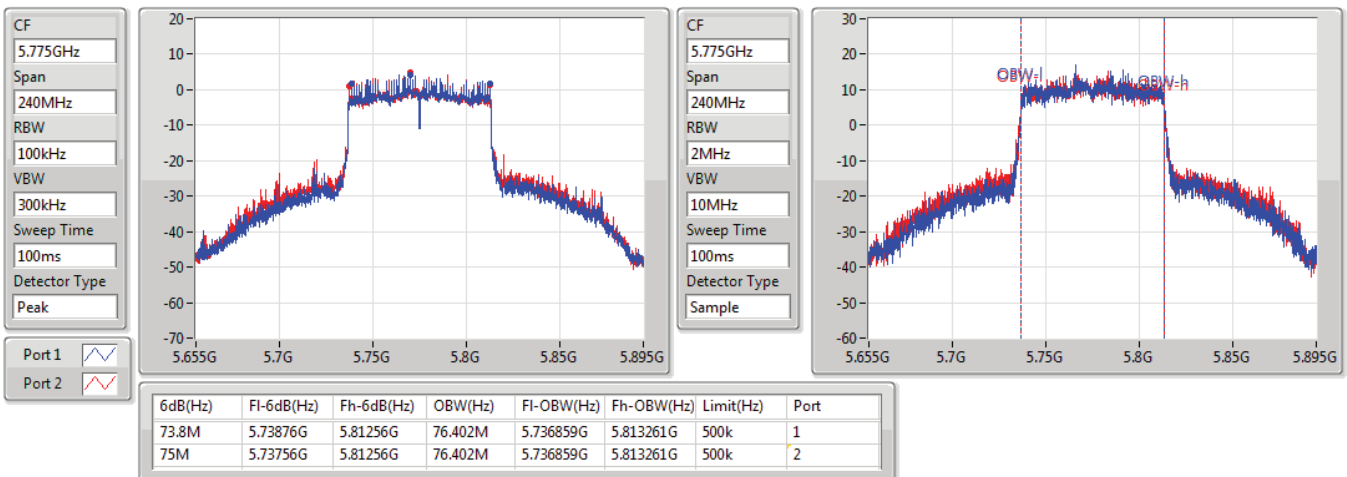 CF
5.775GHz
Span
240MHz
RBW
100kHz
VBW
300kHz
Sweep Time
100ms
Detector Type
Peak
Port 1
Port 2
20
10
0
-10
-20
-30
-40
-50
-60
-70
5.655G 5.7G 5.75G 5.8G 5.85G 5.895G
CF
5.775GHz
Span
240MHz
RBW
2MHz
VBW
10MHz
Sweep Time
100ms
Detector Type
Sample
30
20
10
0
-10
-20
-30
-40
-50
-60
OBW-l
OBW-h
5.655G 5.7G 5.75G 5.8G 5.85G 5.895G
6dB(Hz) Fl-6dB(Hz) Fh-6dB(Hz) OBW(Hz) Fl-OBW(Hz) Fh-OBW(Hz) Limit(Hz) Port
73.8M 5.73876G 5.81256G 76.402M 5.736859G 5.813261G 500k 1
75M 5.73756G 5.81256G 76.402M 5.736859G 5.813261G 500k 2